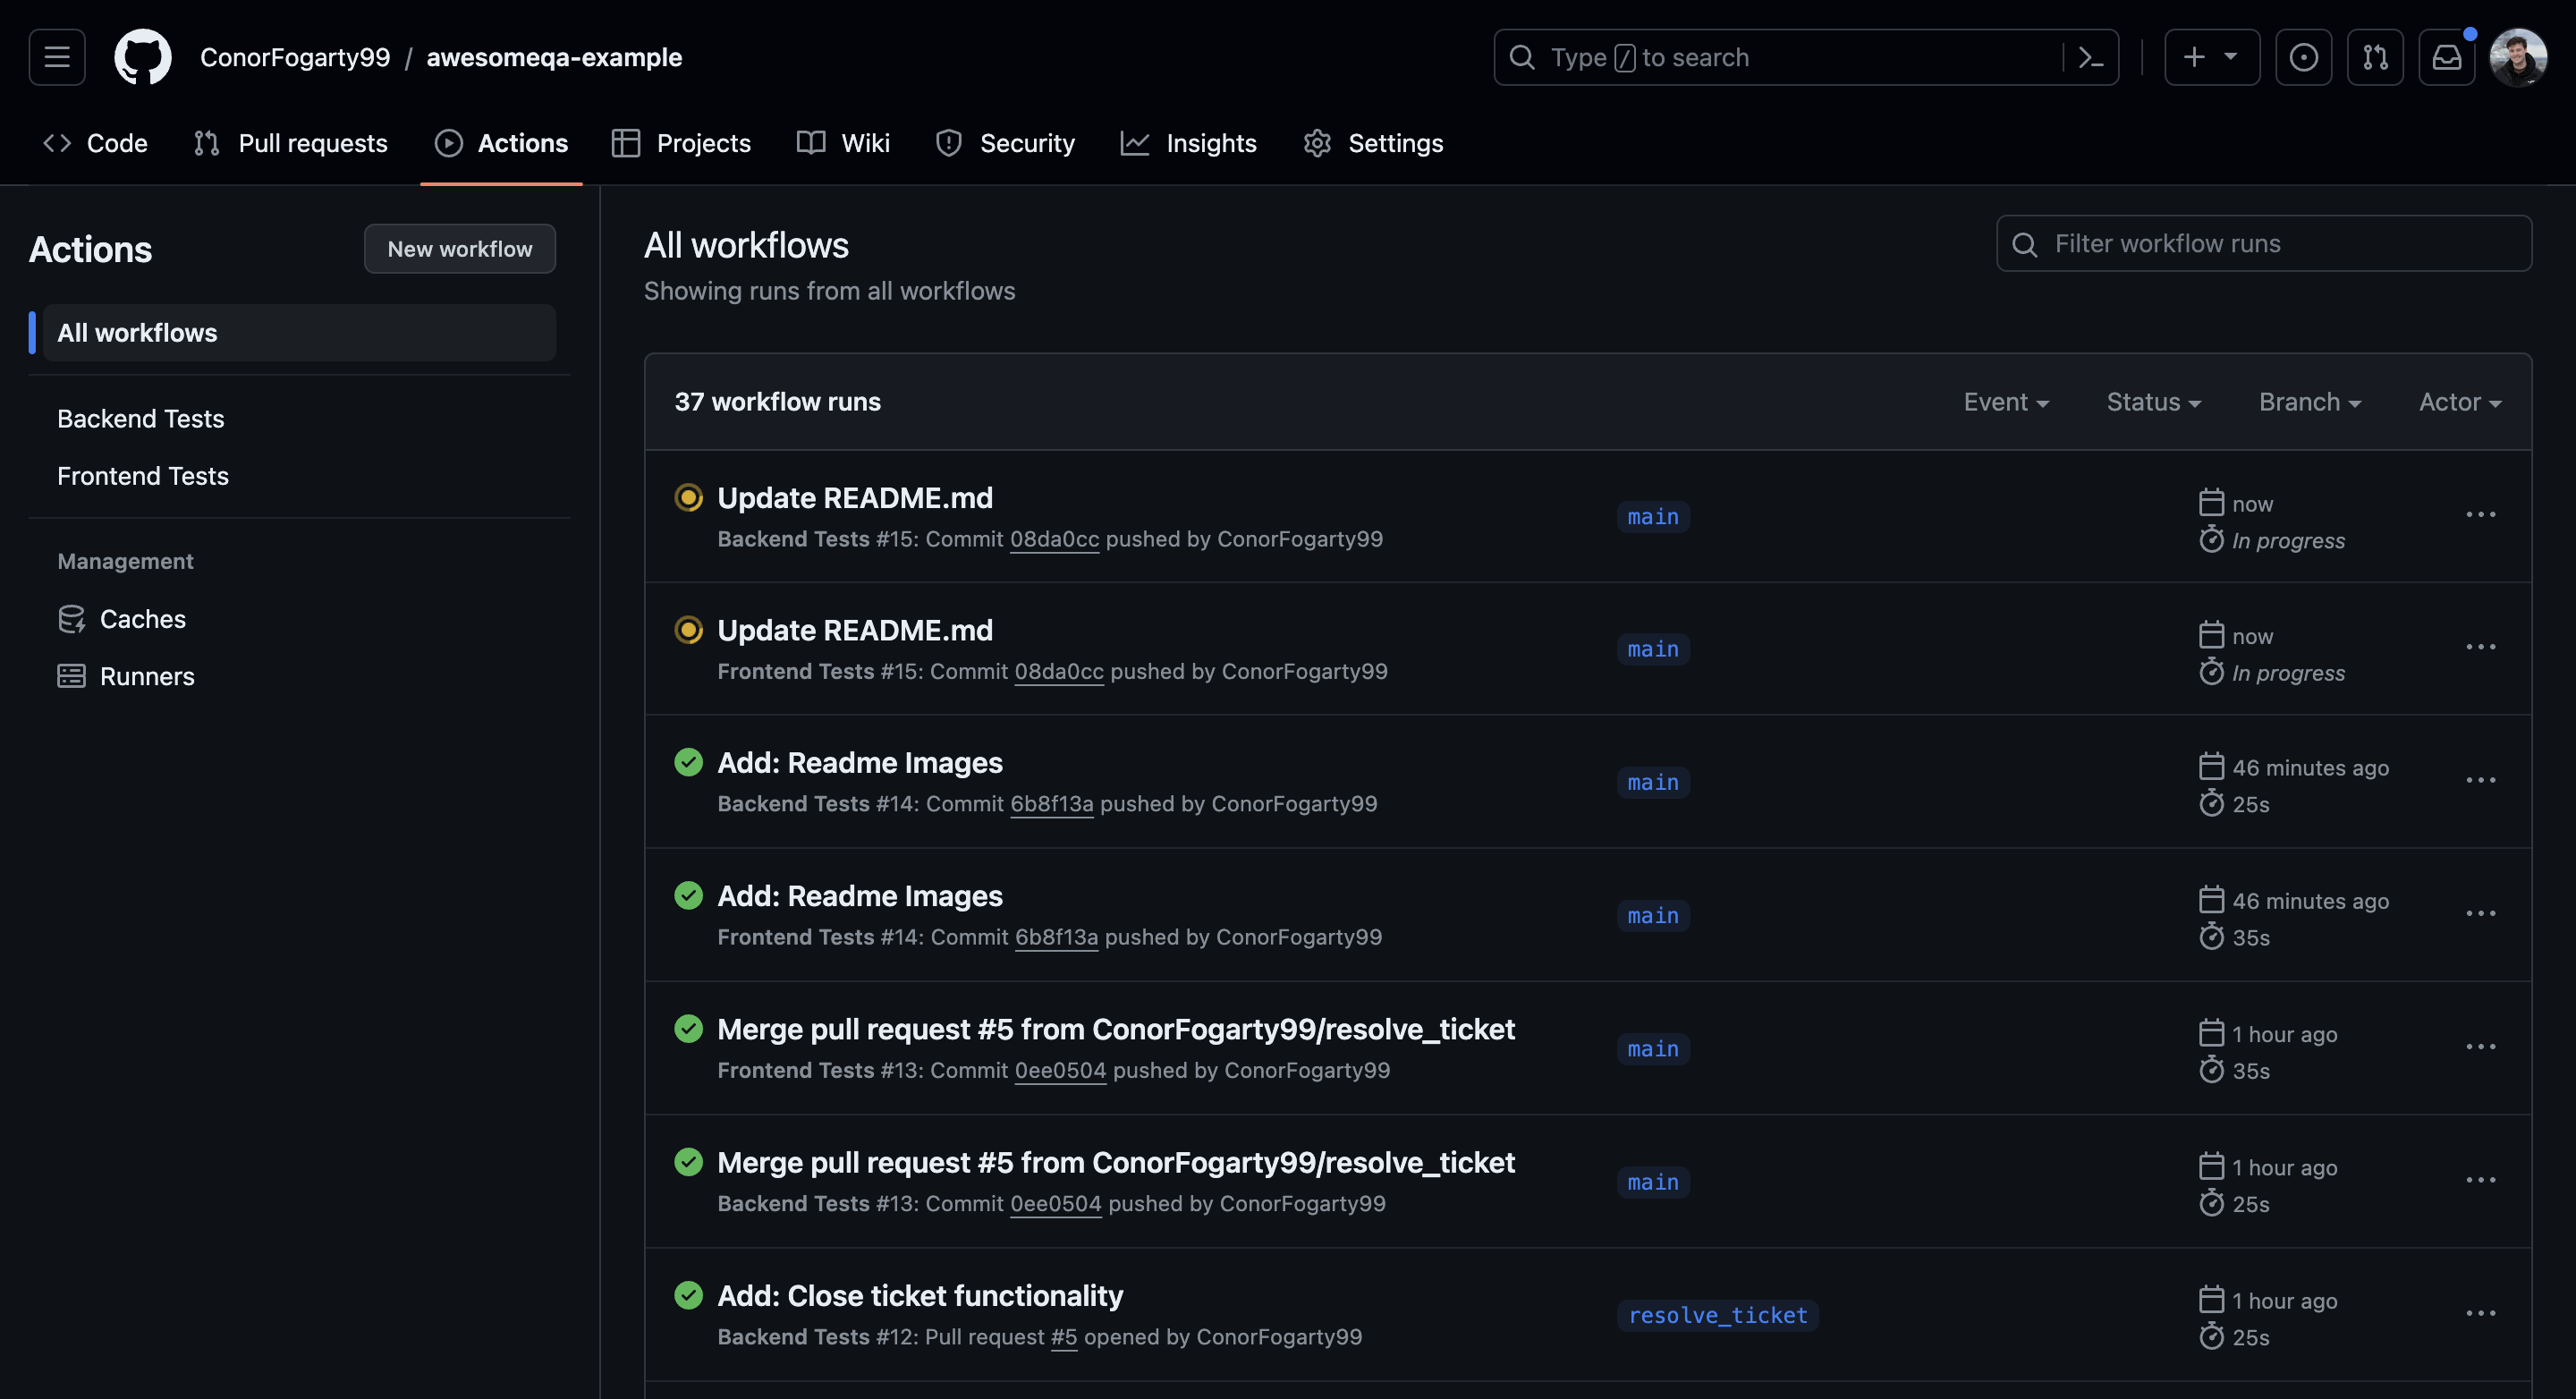 ConorFogarty99 / awesomeqa-example
Type / to search
Code Pull requests Actions Projects Wiki Security Insights Settings
Actions
New workflow
All workflows
Backend Tests
Frontend Tests
Management
Caches
Runners
All workflows
Showing runs from all workflows
Filter workflow runs
37 workflow runs
Event Status Branch Actor
Update README.md
Backend Tests #15: Commit 08da0cc pushed by ConorFogarty99
main
now
In progress
Update README.md
Frontend Tests #15: Commit 08da0cc pushed by ConorFogarty99
main
now
In progress
Add: Readme Images
Backend Tests #14: Commit 6b8f13a pushed by ConorFogarty99
main
46 minutes ago
25s
Add: Readme Images
Frontend Tests #14: Commit 6b8f13a pushed by ConorFogarty99
main
46 minutes ago
35s
Merge pull request #5 from ConorFogarty99/resolve_ticket
Frontend Tests #13: Commit 0ee0504 pushed by ConorFogarty99
main
1 hour ago
35s
Merge pull request #5 from ConorFogarty99/resolve_ticket
Backend Tests #13: Commit 0ee0504 pushed by ConorFogarty99
main
1 hour ago
25s
Add: Close ticket functionality
Backend Tests #12: Pull request #5 opened by ConorFogarty99
resolve_ticket
1 hour ago
25s